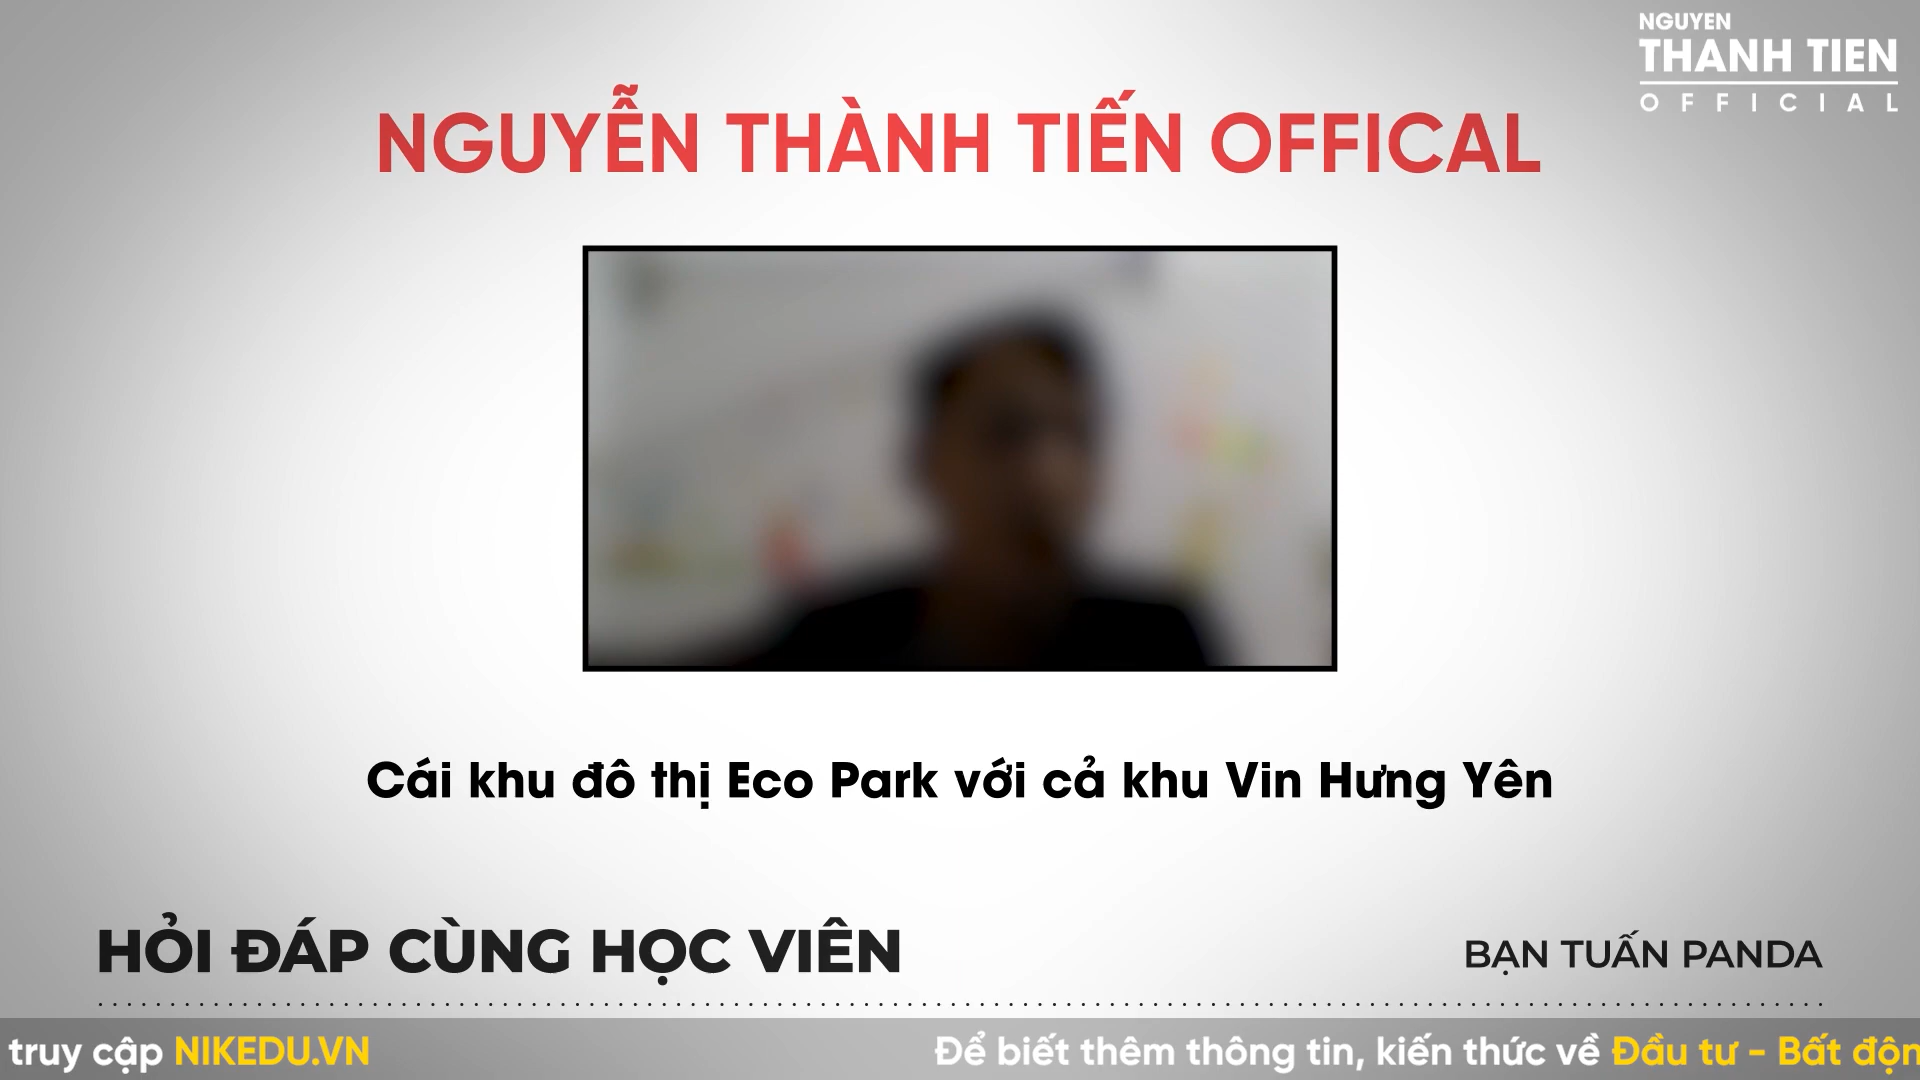 NGUYEN
THANH TIEN
OFFICIAL
NGUYỄN THÀNH TIẾN OFFICAL
Cái khu đô thị Eco Park với cả khu Vin Hưng Yên
HỎI ĐÁP CÙNG HỌC VIÊN
BẠN TUẤN PANDA
truy cập NIKEDU.VN
Để biết thêm thông tin, kiến thức về Đầu tư - Bất độn